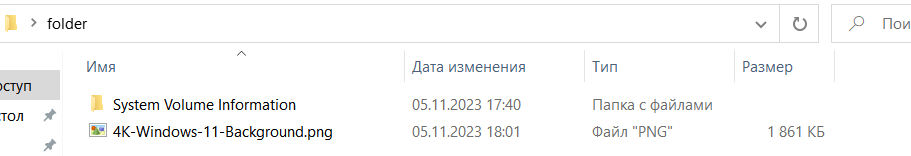 folder
Пои
Имя Дата изменения Тип Размер
оступ
System Volume Information 05.11.2023 17:40 Папка с файлами
стол
4K-Windows-11-Background.png 05.11.2023 18:01 Файл "PNG" 1 861 КБ